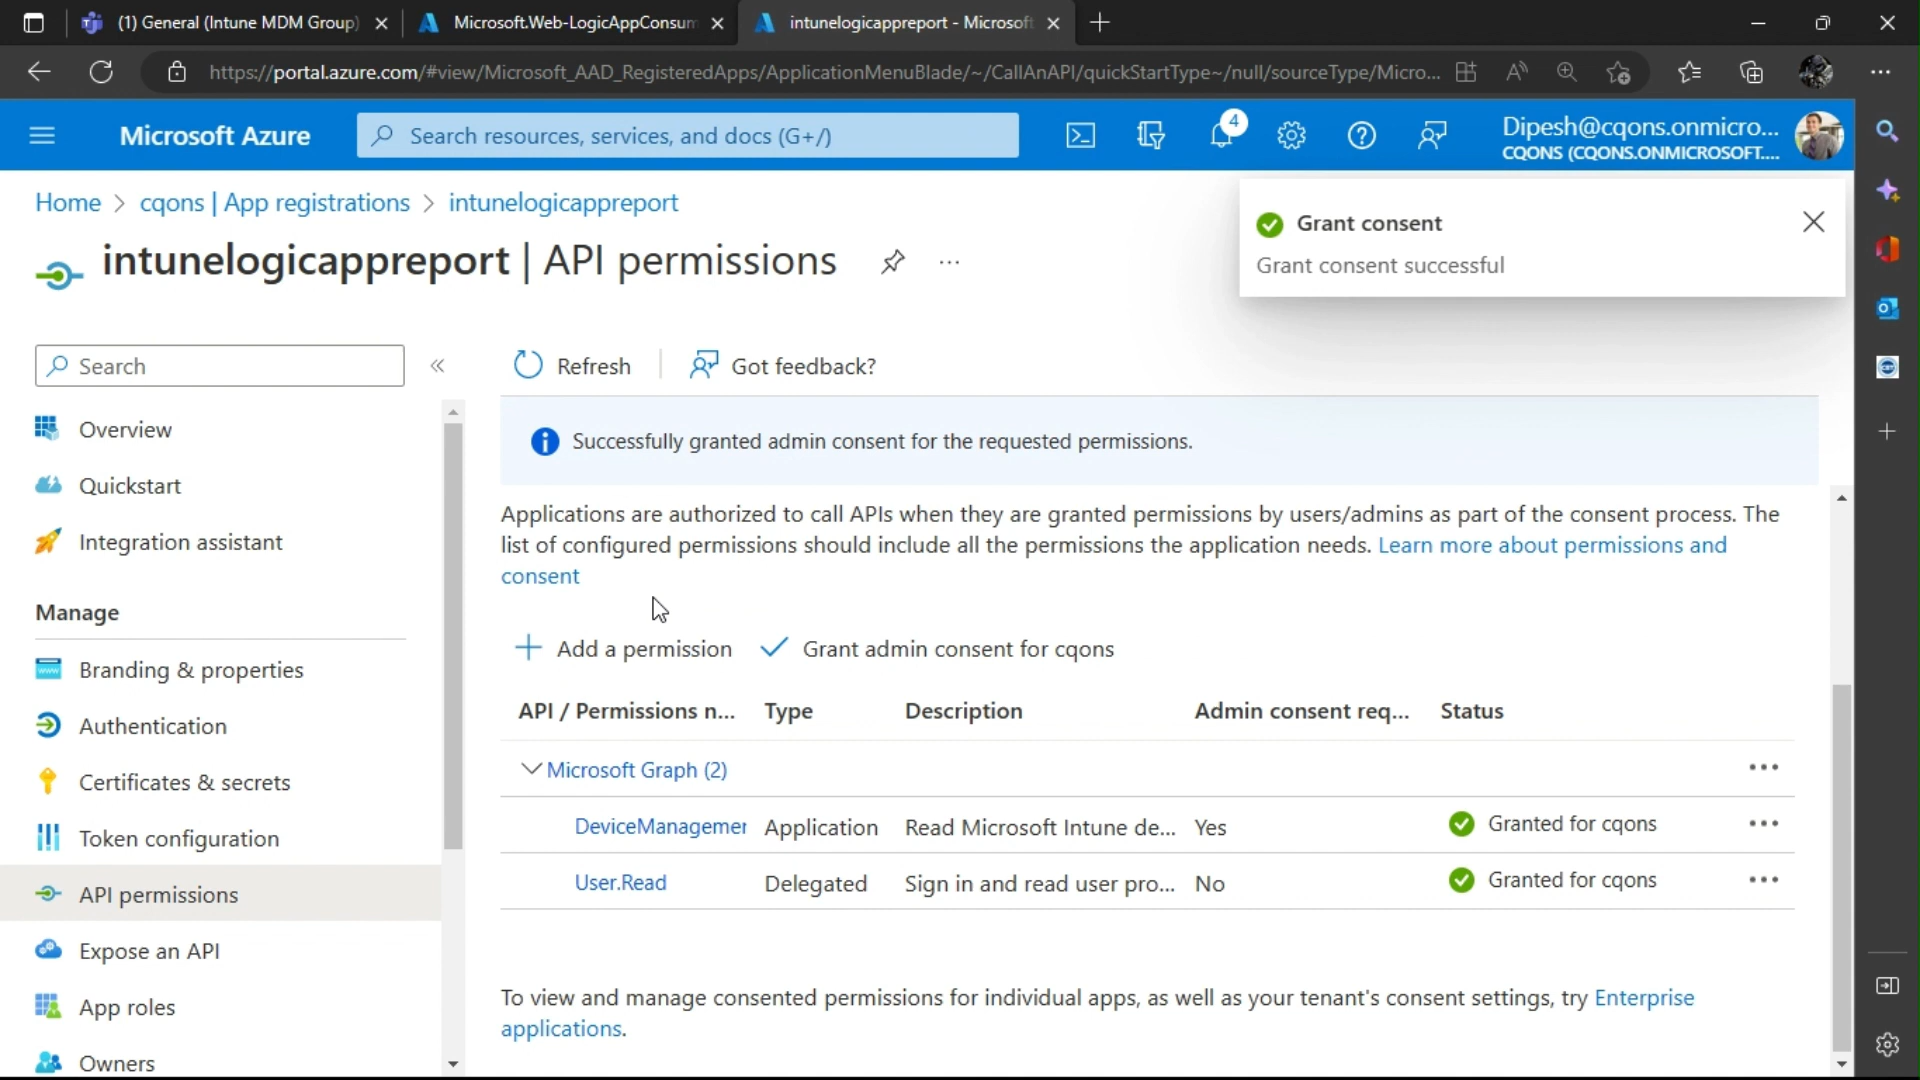 (1) General (Intune MDM Group)
Microsoft.Web-LogicAppConsum
intunelogicappreport - Microsoft
https://portal.azure.com/#view/Microsoft_AAD_RegisteredApps/ApplicationMenuBlade/~/CallAnAPI/quickStartType~/null/sourceType/Micro...
Microsoft Azure
Search resources, services, and docs (G+/)
4
Dipesh@cqons.onmicro...
CQONS (CQONS.ONMICROSOFT....
Home > cqons | App registrations > intunelogicappreport
intunelogicappreport | API permissions
...
Grant consent
Grant consent successful
Search
«
Refresh
Got feedback?
Overview
Quickstart
Integration assistant
Manage
Branding & properties
Authentication
Certificates & secrets
Token configuration
API permissions
Expose an API
App roles
Owners
Successfully granted admin consent for the requested permissions.
Applications are authorized to call APIs when they are granted permissions by users/admins as part of the consent process. The
list of configured permissions should include all the permissions the application needs. Learn more about permissions and
consent
Add a permission
Grant admin consent for cqons
API / Permissions n... Type Description Admin consent req... Status
Microsoft Graph (2)
DeviceManagemer Application Read Microsoft Intune de... Yes Granted for cqons
User.Read Delegated Sign in and read user pro... No Granted for cqons
To view and manage consented permissions for individual apps, as well as your tenant's consent settings, try Enterprise
applications.